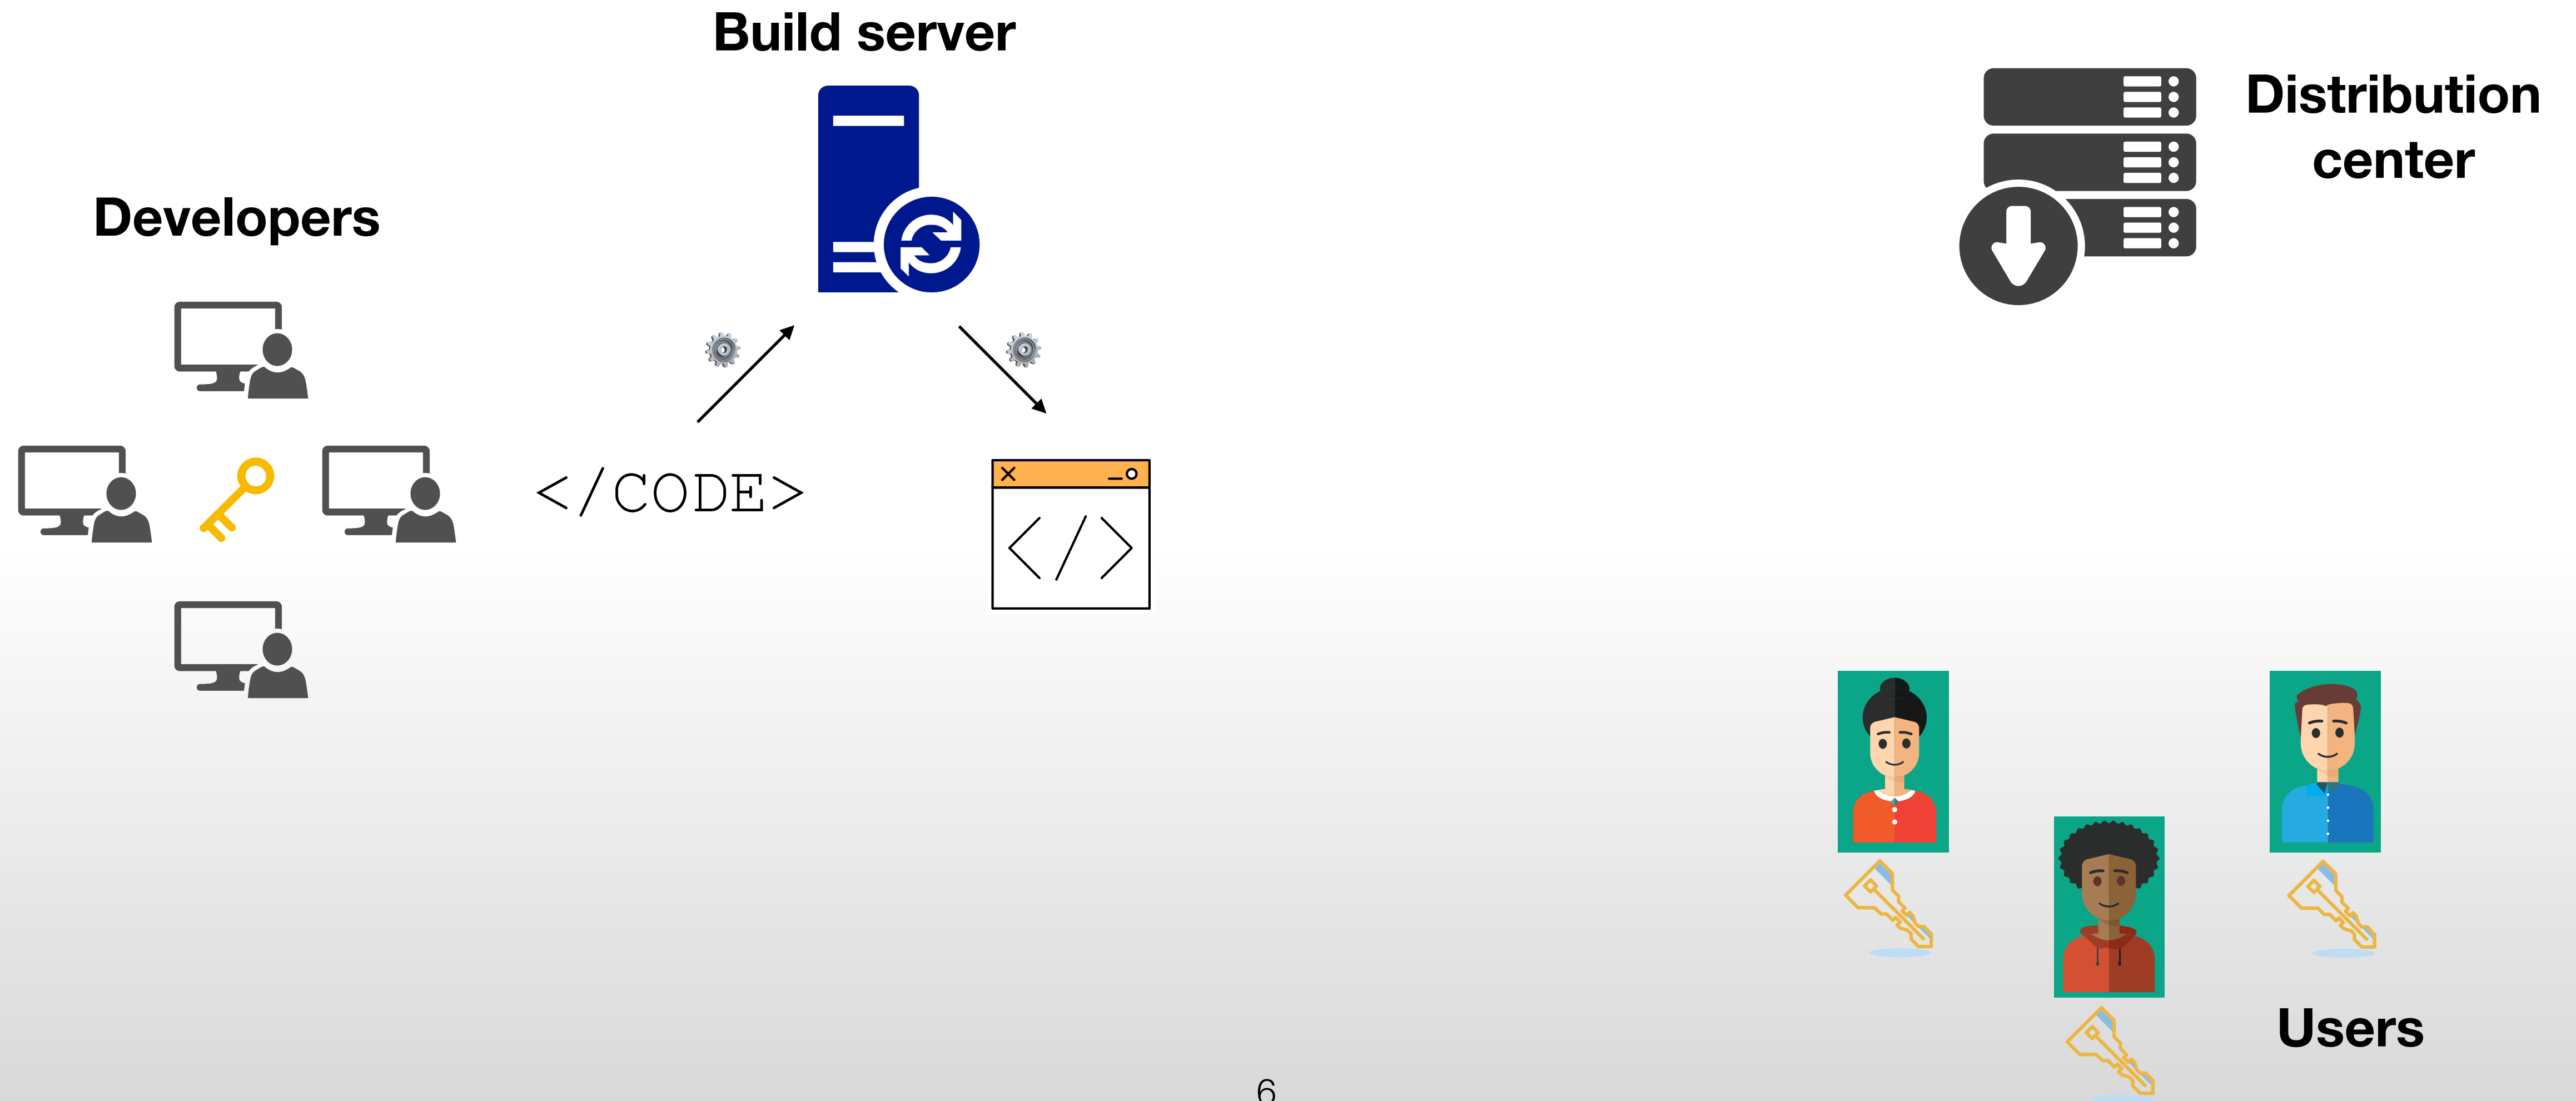 Build server
Distribution
center
Developers
</CODE>
</>
Users
6